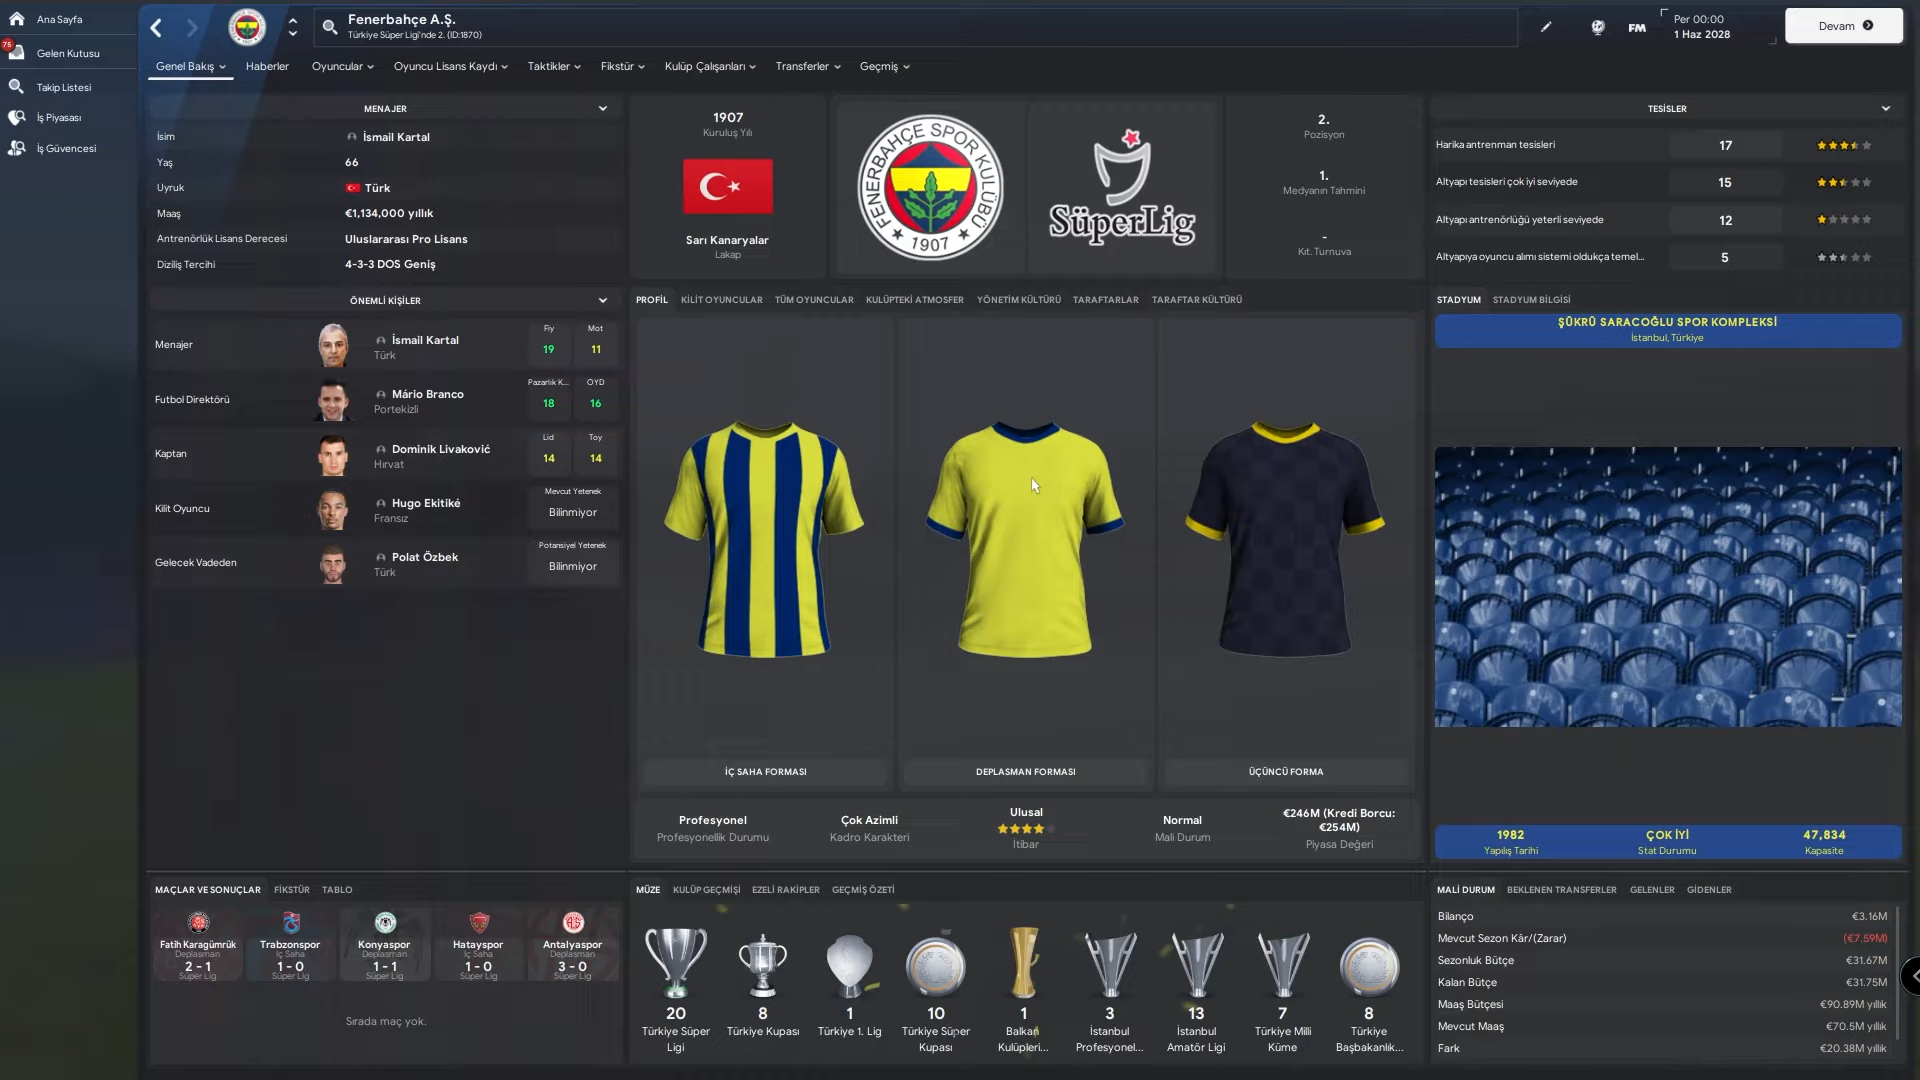 Ana Sayfa
75
Gelen Kutusu
Takip Listesi
İş Piyasası
İş Güvencesi
Fenerbahçe A.Ş.
Türkiye Süper Ligi'nde 2. (ID:1870)
FM
Per 00:00
1 Haz 2028
Devam
Genel Bakış
Haberler
Oyuncular
Oyuncu Lisans Kaydı
Taktikler
Fikstür
Kulüp Çalışanları
Transferler
Geçmiş
MENAJER
İsim
İsmail Kartal
Yaş
66
Uyruk
Türk
Maaş
€1,134,000 yıllık
Antrenörlük Lisans Derecesi
Uluslararası Pro Lisans
Diziliş Tercihi
4-3-3 DOS Geniş
ÖNEMLİ KİŞİLER
Menajer
İsmail Kartal
Türk
Fiy
19
Mot
11
Futbol Direktörü
Mário Branco
Portekizli
Pazarlık K...
18
OYD
16
Kaptan
Dominik Livaković
Hırvat
Lid
14
Toy
14
Kilit Oyuncu
Hugo Ekitiké
Fransız
Mevcut Yetenek
Bilinmiyor
Gelecek Vadeden
Polat Özbek
Türk
Potansiyel Yetenek
Bilinmiyor
1907
Kuruluş Yılı
Sarı Kanaryalar
Lakap
FENERBAHÇE SPOR KULÜBÜ
1907
SüperLig
2.
Pozisyon
1.
Medyanın Tahmini
-
Kıt. Turnuva
PROFİL
KİLİT OYUNCULAR
TÜM OYUNCULAR
KULÜPTEKİ ATMOSFER
YÖNETİM KÜLTÜRÜ
TARAFTARLAR
TARAFTAR KÜLTÜRÜ
İÇ SAHA FORMASI
DEPLASMAN FORMASI
ÜÇÜNCÜ FORMA
Profesyonel
Profesyonellik Durumu
Çok Azimli
Kadro Karakteri
Ulusal
İtibar
Normal
Mali Durum
€246M (Kredi Borcu:
€254M)
Piyasa Değeri
TESİSLER
Harika antrenman tesisleri
17
Altyapı tesisleri çok iyi seviyede
15
Altyapı antrenörlüğü yeterli seviyede
12
Altyapıya oyuncu alımı sistemi oldukça temel...
5
STADYUM
STADYUM BİLGİSİ
ŞÜKRÜ SARACOĞLU SPOR KOMPLEKSİ
İstanbul, Türkiye
1982
Yapılış Tarihi
ÇOK İYİ
Stat Durumu
47,834
Kapasite
MAÇLAR VE SONUÇLAR
FİKSTÜR
TABLO
Fatih Karagümrük
Deplasman
2 - 1
Süper Lig
Trabzonspor
İç Saha
1 - 0
Süper Lig
Konyaspor
Deplasman
1 - 1
Süper Lig
Hatayspor
İç Saha
1 - 0
Süper Lig
Antalyaspor
Deplasman
3 - 0
Süper Lig
Sırada maç yok.
MÜZE
KULÜP GEÇMİŞİ
EZELİ RAKİPLER
GEÇMİŞ ÖZETİ
20
Türkiye Süper
Ligi
8
Türkiye Kupası
1
Türkiye 1. Lig
10
Türkiye Süper
Kupası
1
Balkan
Kulüpleri...
3
İstanbul
Profesyonel...
13
İstanbul
Amatör Ligi
7
Türkiye Milli
Küme
8
Türkiye
Başbakanlık...
MALİ DURUM
BEKLENEN TRANSFERLER
GELENLER
GİDENLER
Bilanço
€3.16M
Mevcut Sezon Kâr/(Zarar)
(€7.59M)
Sezonluk Bütçe
€31.67M
Kalan Bütçe
€31.75M
Maaş Bütçesi
€90.89M yıllık
Mevcut Maaş
€70.5M yıllık
Fark
€20.38M yıllık